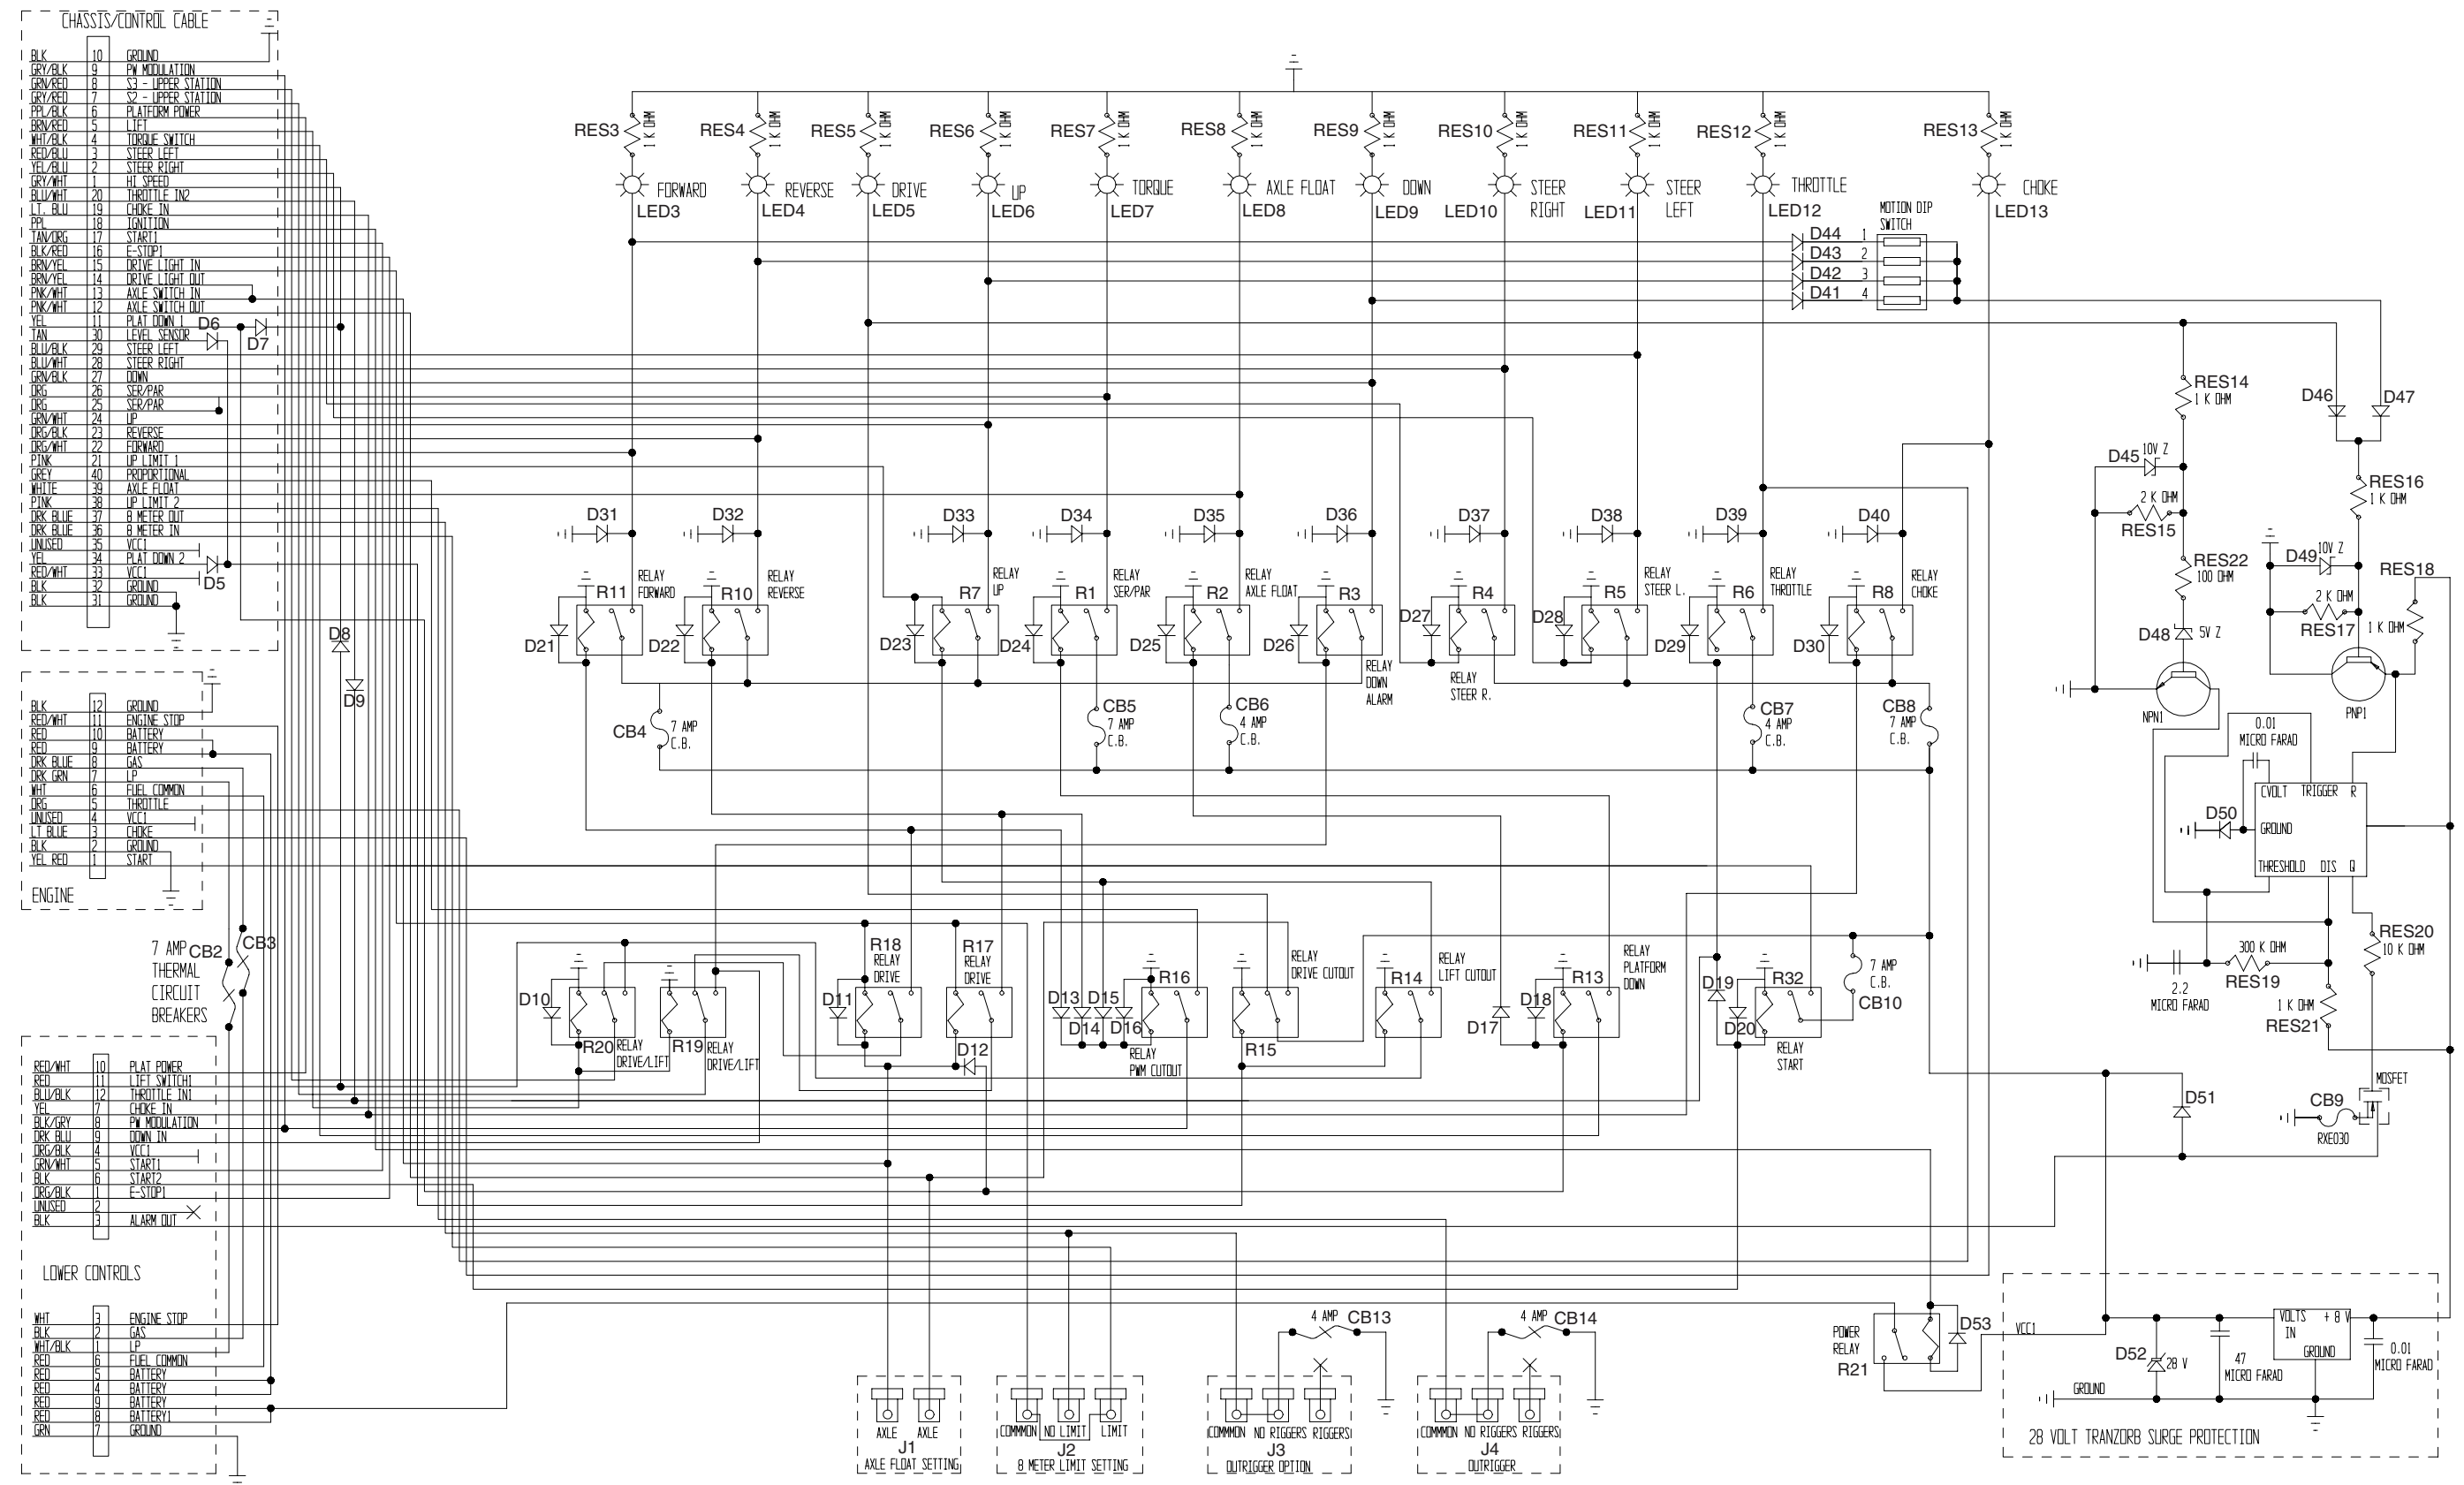 CHASSIS/CONTROL CABLE
BLK 10 GROUND
GRY/BLK 9 PW MODULATION
GRN/RED 8 S3 - UPPER STATION
GRY/RED 7 S2 - UPPER STATION
PPL/BLK 6 PLATFORM POWER
BRN/RED 5 LIFT
WHT/BLK 4 TORQUE SWITCH
RED/BLU 3 STEER LEFT
YEL/BLU 2 STEER RIGHT
GRY/WHT 1 HI SPEED
BLU/WHT 20 THROTTLE IN2
LT. BLU 19 CHOKE IN
PPL 18 IGNITION
TAN/ORG 17 START1
BLK/RED 16 E-STOP1
BRN/YEL 15 DRIVE LIGHT IN
BRN/YEL 14 DRIVE LIGHT OUT
PNK/WHT 13 AXLE SWITCH IN
PNK/WHT 12 AXLE SWITCH OUT
YEL 11 PLAT DOWN 1
TAN 30 LEVEL SENSOR
BLU/BLK 29 STEER LEFT
BLU/WHT 28 STEER RIGHT
GRN/BLK 27 DOWN
ORG 26 SER/PAR
ORG 25 SER/PAR
GRN/WHT 24 UP
ORG/BLK 23 REVERSE
ORG/WHT 22 FORWARD
PINK 21 UP LIMIT 1
GREY 40 PROPORTIONAL
WHITE 39 AXLE FLOAT
PINK 38 UP LIMIT 2
DRK BLUE 37 8 METER OUT
DRK BLUE 36 8 METER IN
UNUSED 35 VCC1
YEL 34 PLAT DOWN 2
RED/WHT 33 VCC1
BLK 32 GROUND
BLK 31 GROUND
D6
D7
D5
D8
D9
BLK 12 GROUND
RED/WHT 11 ENGINE STOP
RED 10 BATTERY
RED 9 BATTERY
DRK BLUE 8 GAS
DRK GRN 7 LP
WHT 6 FUEL COMMON
ORG 5 THROTTLE
UNUSED 4 VCC1
LT BLUE 3 CHOKE
BLK 2 GROUND
YEL RED 1 START
ENGINE
7 AMP
THERMAL
CIRCUIT
BREAKERS
CB2
CB3
RED/WHT 10 PLAT POWER
RED 11 LIFT SWITCH1
BLU/BLK 12 THROTTLE IN1
YEL 7 CHOKE IN
BLK/GRY 8 PW MODULATION
DRK BLU 9 DOWN IN
ORG/BLK 4 VCC1
GRN/WHT 5 START1
BLK 6 START2
ORG/BLK 1 E-STOP1
UNUSED 2
BLK 3 ALARM OUT
LOWER CONTROLS
WHT 3 ENGINE STOP
BLK 2 GAS
WHT/BLK 1 LP
RED 6 FUEL COMMON
RED 5 BATTERY
RED 4 BATTERY
RED 9 BATTERY
RED 8 BATTERY1
GRN 7 GROUND
RES3 1 K OHM
RES4 1 K OHM
RES5 1 K OHM
RES6 1 K OHM
RES7 1 K OHM
RES8 1 K OHM
RES9 1 K OHM
RES10 1 K OHM
RES11 1 K OHM
RES12 1 K OHM
RES13 1 K OHM
FORWARD LED3
REVERSE LED4
DRIVE LED5
UP LED6
TORQUE LED7
AXLE FLOAT LED8
DOWN LED9
STEER RIGHT LED10
STEER LEFT LED11
THROTTLE LED12
CHOKE LED13
MOTION DIP
SWITCH
D44 1
D43 2
D42 3
D41 4
D31
D32
D33
D34
D35
D36
D37
D38
D39
D40
R11 RELAY FORWARD
R10 RELAY REVERSE
R7 RELAY UP
R1 RELAY SER/PAR
R2 RELAY AXLE FLOAT
R3 RELAY DOWN ALARM
R4 RELAY STEER R.
R5 RELAY STEER L.
R6 RELAY THROTTLE
R8 RELAY CHOKE
D21
D22
D23
D24
D25
D26
D27
D28
D29
D30
CB4 7 AMP C.B.
CB5 7 AMP C.B.
CB6 4 AMP C.B.
CB7 4 AMP C.B.
CB8 7 AMP C.B.
D10
R20 RELAY DRIVE/LIFT
R19 RELAY DRIVE/LIFT
D11
R18 RELAY DRIVE
R17 RELAY DRIVE
D12
D13
D14
D15
D16
R16
RELAY PWM CUTOUT
R15
RELAY DRIVE CUTOUT
R14
RELAY LIFT CUTOUT
D17
D18
R13
RELAY PLATFORM DOWN
D19
D20
R32
RELAY START
7 AMP C.B. CB10
RES14 1 K OHM
D45 10V Z
2 K OHM RES15
RES22 100 OHM
D48 5V Z
NPN1
D46
D47
RES16 1 K OHM
D49 10V Z
2 K OHM RES17
RES18 1 K OHM
PNP1
0.01
MICRO FARAD
CVOLT TRIGGER R
GROUND
THRESHOLD DIS Q
D50
300 K OHM RES19
2.2
MICRO FARAD
RES20 10 K OHM
1 K OHM RES21
MOSFET
CB9
RXE030
D51
POWER
RELAY
R21
D53
VCC1
D52 28 V
47
MICRO FARAD
VOLTS IN + 8 V
GROUND
0.01
MICRO FARAD
GROUND
28 VOLT TRANZORB SURGE PROTECTION
AXLE AXLE
J1
AXLE FLOAT SETTING
COMMMON NO LIMIT LIMIT
J2
8 METER LIMIT SETTING
4 AMP CB13
COMMMON NO RIGGERS RIGGERS
J3
OUTRIGGER OPTION
4 AMP CB14
COMMMON NO RIGGERS RIGGERS
J4
OUTRIGGER